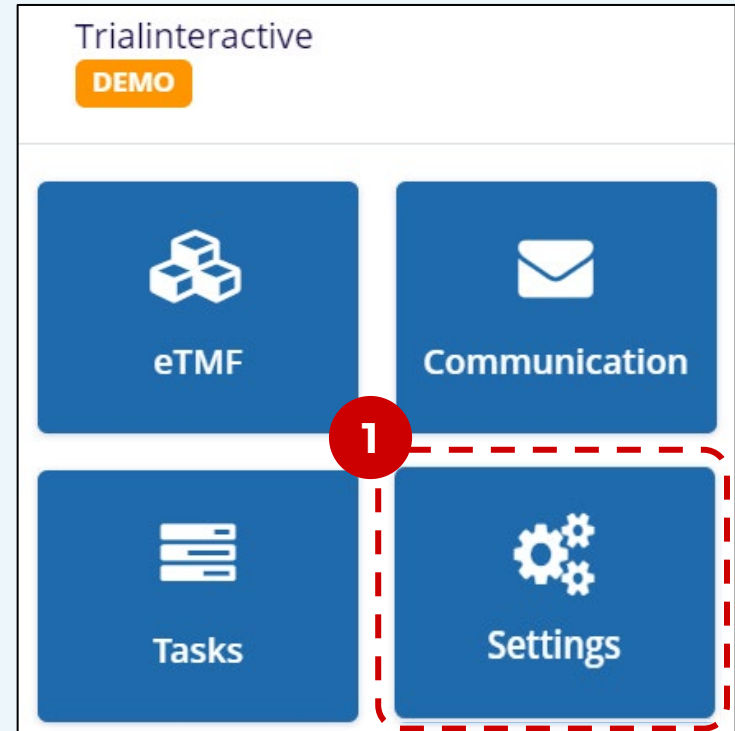 Trialinteractive
DEMO
eTMF
Communication
1
Tasks
Settings